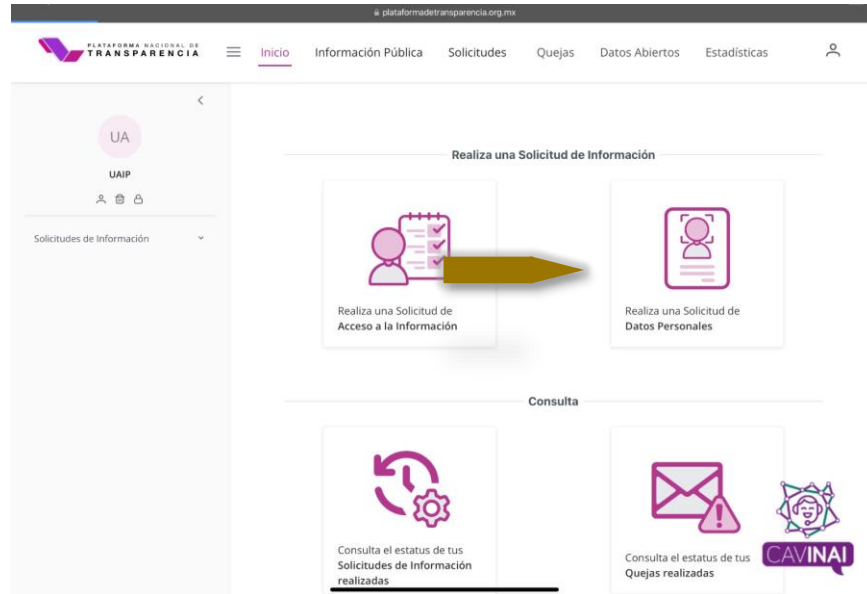 plataformadetransparencia.org.mx
PLATAFORMA NACIONAL DE
TRANSPARENCIA
Inicio
Información Pública
Solicitudes
Quejas
Datos Abiertos
Estadísticas
UA
UAIP
Solicitudes de Información
Realiza una Solicitud de Información
Realiza una Solicitud de
Acceso a la Información
Realiza una Solicitud de
Datos Personales
Consulta
Consulta el estatus de tus
Solicitudes de Información
realizadas
Consulta el estatus de tus
Quejas realizadas
CAVINAI